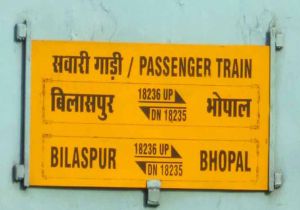 सवारी गाड़ी / PASSENGER TRAIN
बिलासपुर 18236 UP DN 18235 भोपाल
BILASPUR 18236 UP DN 18235 BHOPAL